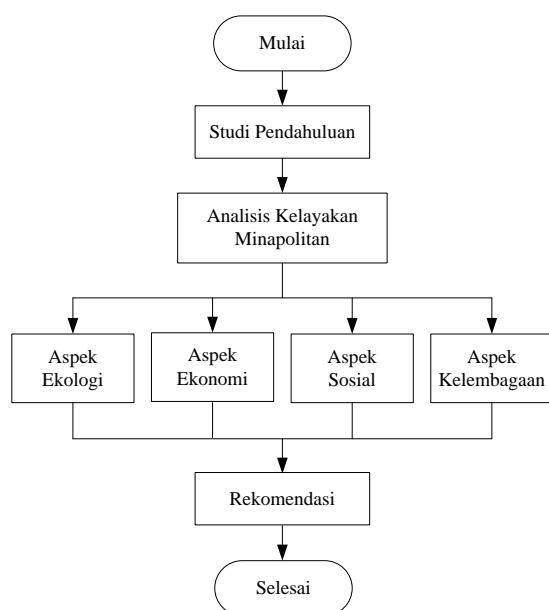 Mulai
Studi Pendahuluan
Analisis Kelayakan
Minapolitan
Aspek
Ekologi
Aspek
Ekonomi
Aspek
Sosial
Aspek
Kelembagaan
Rekomendasi
Selesai